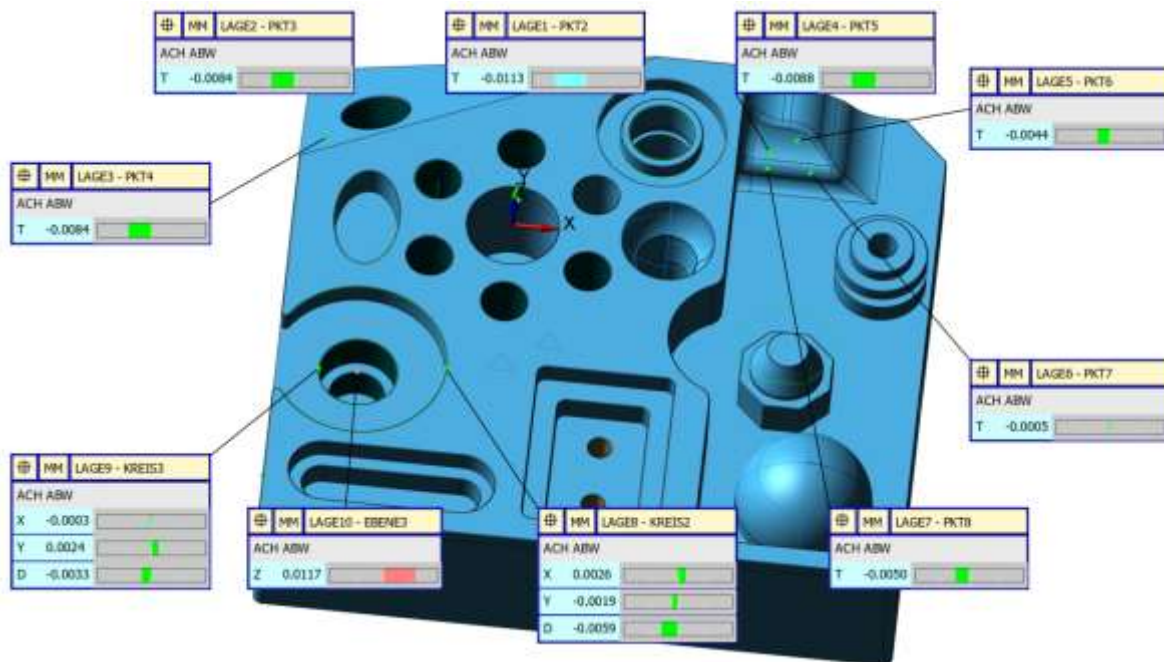 MM LAGE2 - PKT3
ACH ABW
T -0.0084
MM LAGE1 - PKT2
ACH ABW
T -0.0113
MM LAGE4 - PKT5
ACH ABW
T -0.0088
MM LAGE5 - PKT6
ACH ABW
T -0.0044
MM LAGE3 - PKT4
ACH ABW
T -0.0084
Y
X
MM LAGE6 - PKT7
ACH ABW
T -0.0005
MM LAGE9 - KREIS3
ACH ABW
X -0.0003
Y 0.0024
D -0.0033
MM LAGE10 - EBENE3
ACH ABW
Z 0.0117
MM LAGE8 - KREIS2
ACH ABW
X 0.0026
Y -0.0019
D -0.0059
MM LAGE7 - PKT8
ACH ABW
T -0.0050